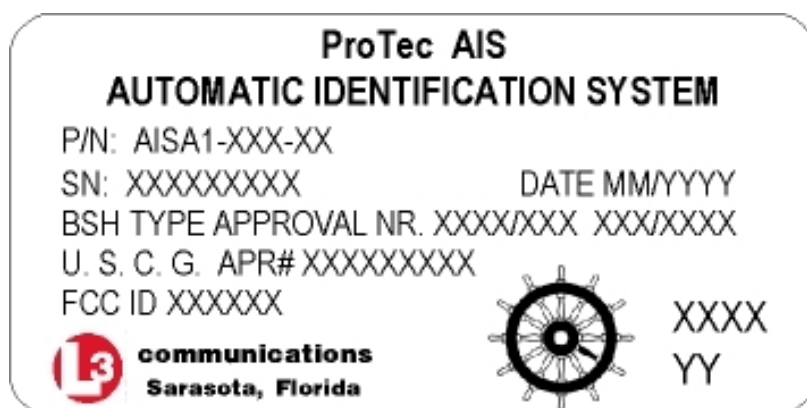 ProTec AIS
AUTOMATIC IDENTIFICATION SYSTEM
P/N: AISA1-XXX-XX
SN: XXXXXXXXX DATE MM/YYYY
BSH TYPE APPROVAL NR. XXXX/XXX XXX/XXXX
U. S. C. G. APR# XXXXXXXXX
FCC ID XXXXXX
XXXX
YY
L3 communications
Sarasota, Florida